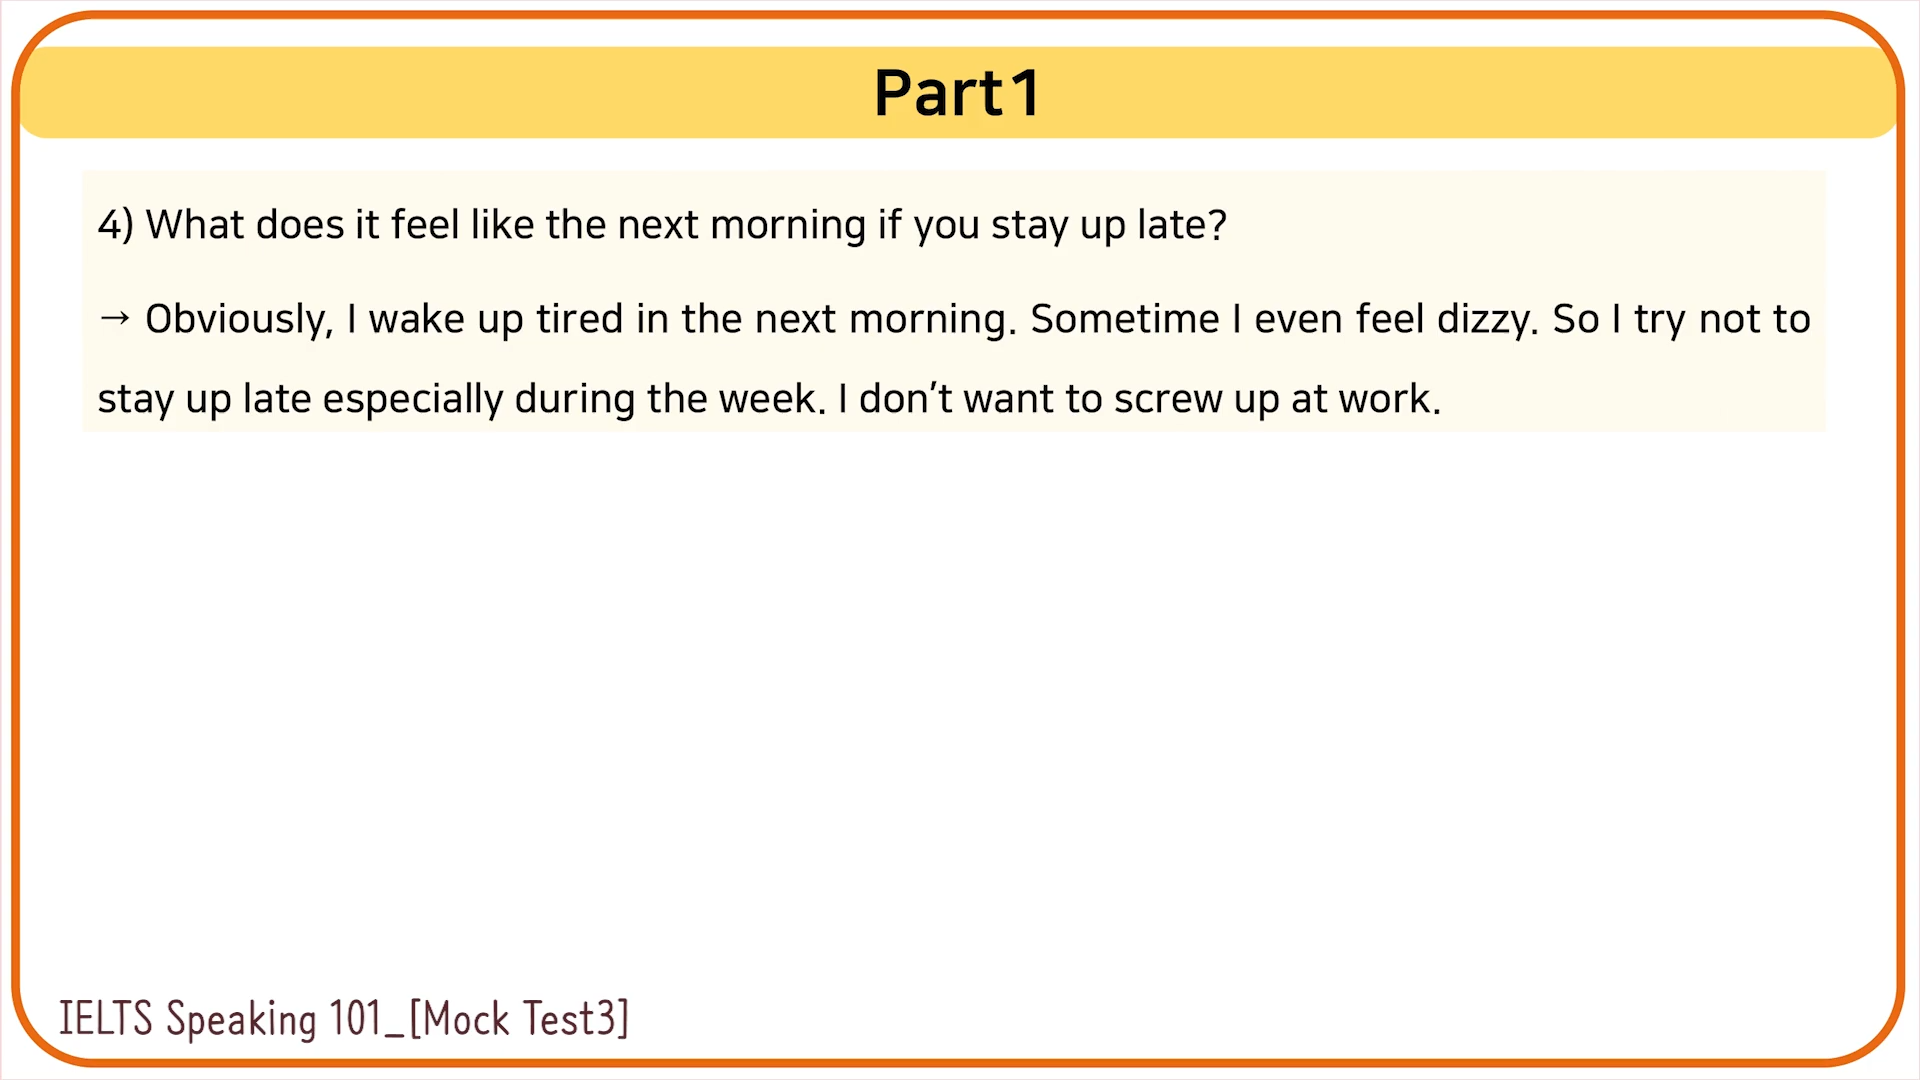 Part1
4) What does it feel like the next morning if you stay up late?
→ Obviously, I wake up tired in the next morning. Sometime I even feel dizzy. So I try not to
stay up late especially during the week. I don’t want to screw up at work.
IELTS Speaking 101_[Mock Test3]